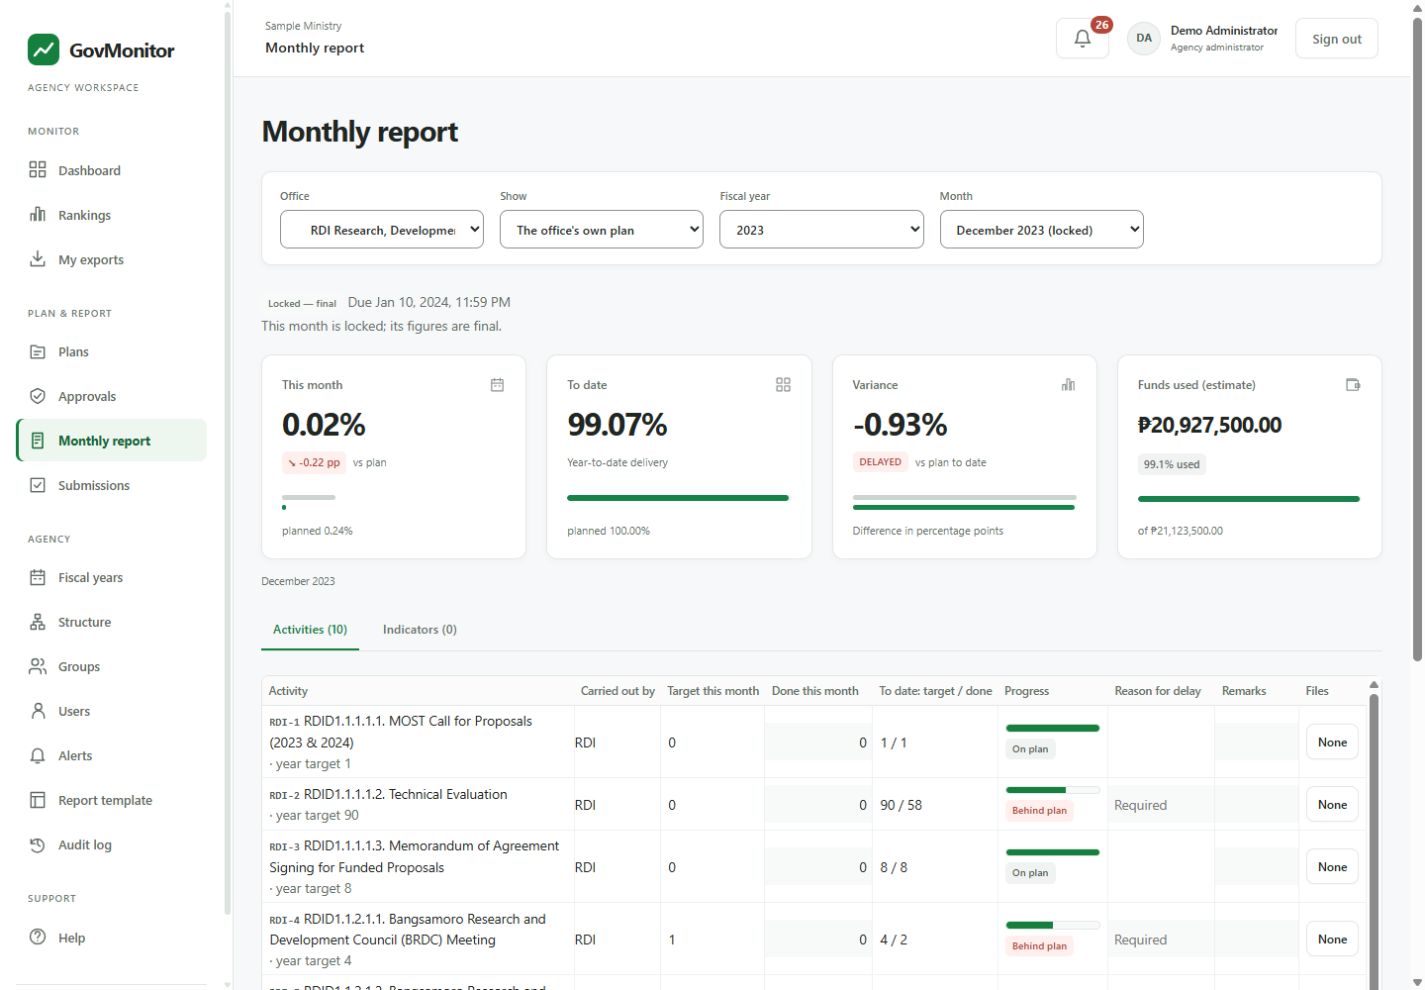 GovMonitor
AGENCY WORKSPACE
MONITOR
Dashboard
Rankings
My exports
PLAN & REPORT
Plans
Approvals
Monthly report
Submissions
AGENCY
Fiscal years
Structure
Groups
Users
Alerts
Report template
Audit log
SUPPORT
Help
Sample Ministry
Monthly report
26
DA
Demo Administrator
Agency administrator
Sign out
Monthly report
Office
Show
Fiscal year
Month
RDI Research, Developmer
The office's own plan
2023
December 2023 (locked)
Locked — final Due Jan 10, 2024, 11:59 PM
This month is locked; its figures are final.
This month
0.02%
↘ -0.22 pp vs plan
planned 0.24%
To date
99.07%
Year-to-date delivery
planned 100.00%
Variance
-0.93%
DELAYED vs plan to date
Difference in percentage points
Funds used (estimate)
₱20,927,500.00
99.1% used
of ₱21,123,500.00
December 2023
Activities (10) Indicators (0)
Activity Carried out by Target this month Done this month To date: target / done Progress Reason for delay Remarks Files
RDI-1 RDID1.1.1.1.1. MOST Call for Proposals
(2023 & 2024)
· year target 1
RDI 0 0 1 / 1 On plan None
RDI-2 RDID1.1.1.1.2. Technical Evaluation
· year target 90
RDI 0 0 90 / 58 Behind plan Required None
RDI-3 RDID1.1.1.1.3. Memorandum of Agreement
Signing for Funded Proposals
· year target 8
RDI 0 0 8 / 8 On plan None
RDI-4 RDID1.1.2.1.1. Bangsamoro Research and
Development Council (BRDC) Meeting
· year target 4
RDI 1 0 4 / 2 Behind plan Required None